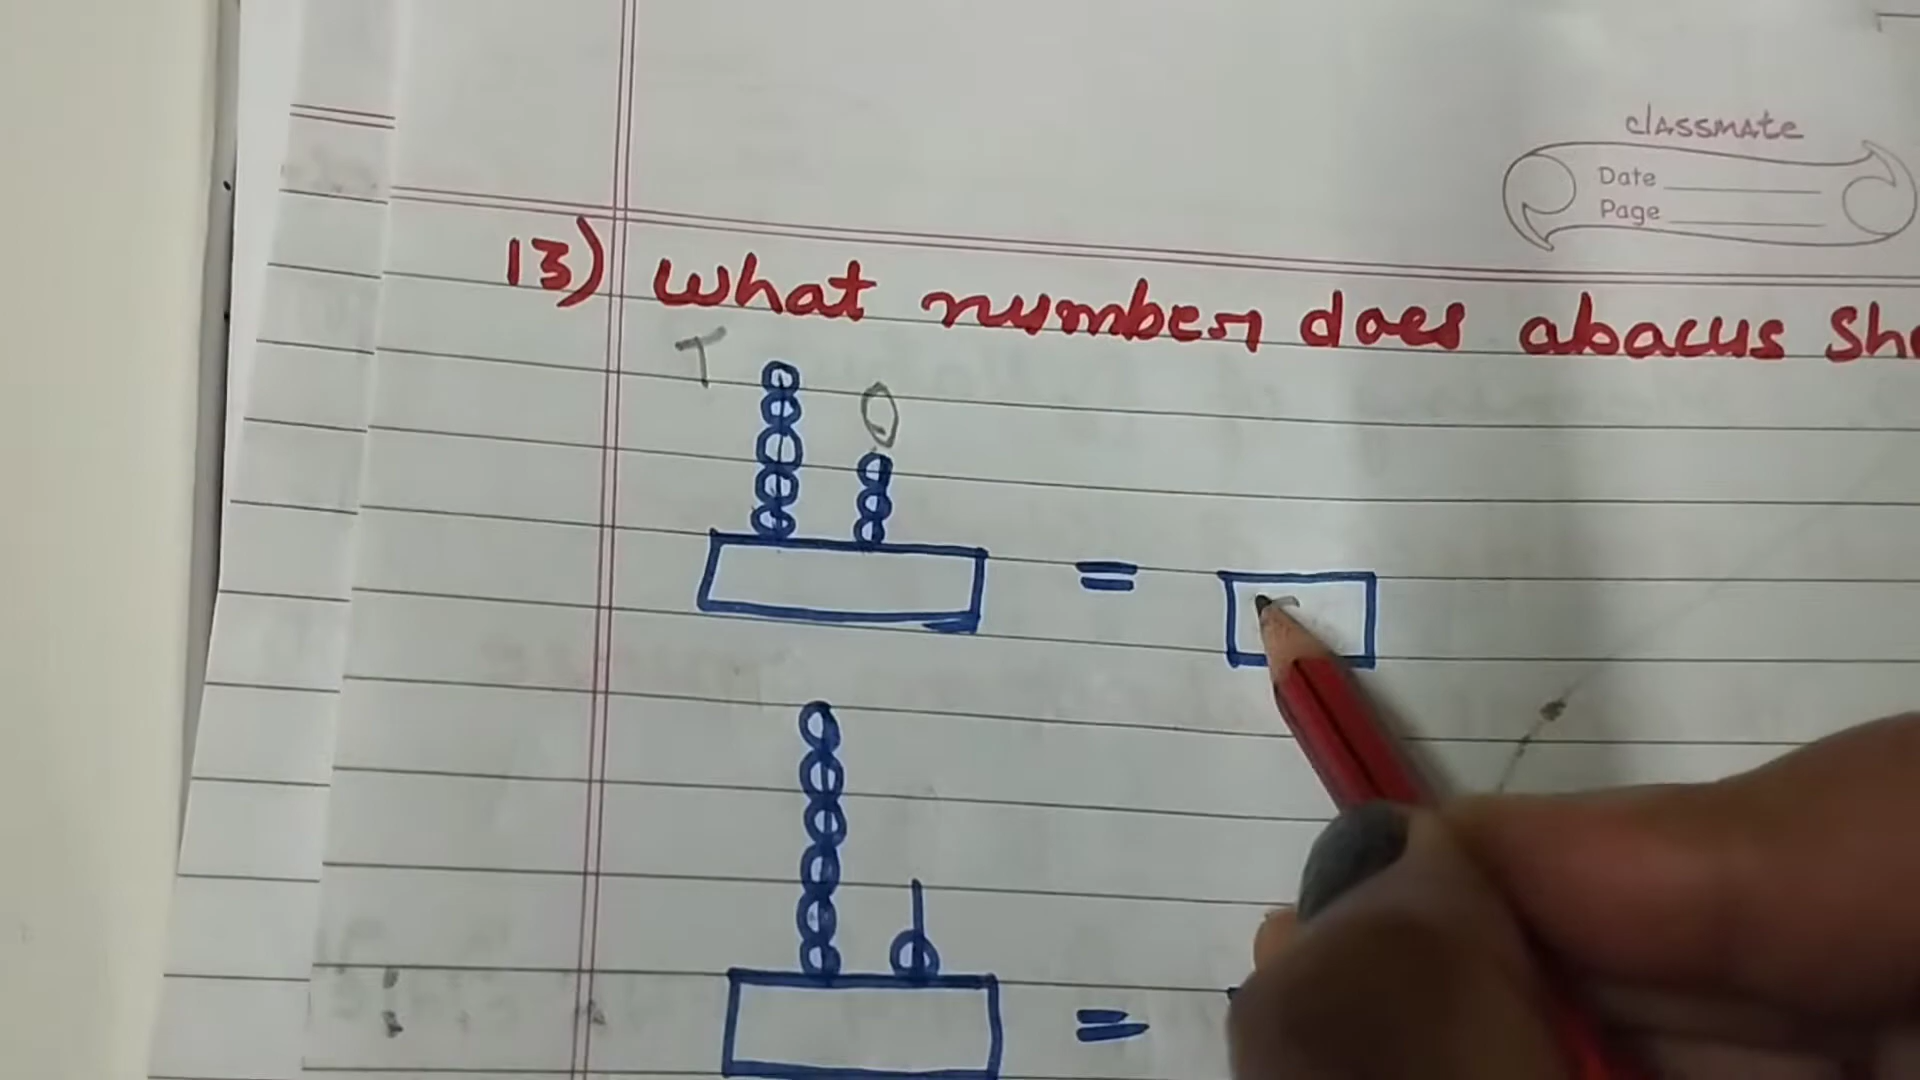 classmate
Date
Page
13) What number does abacus Sh
T
O
=
=